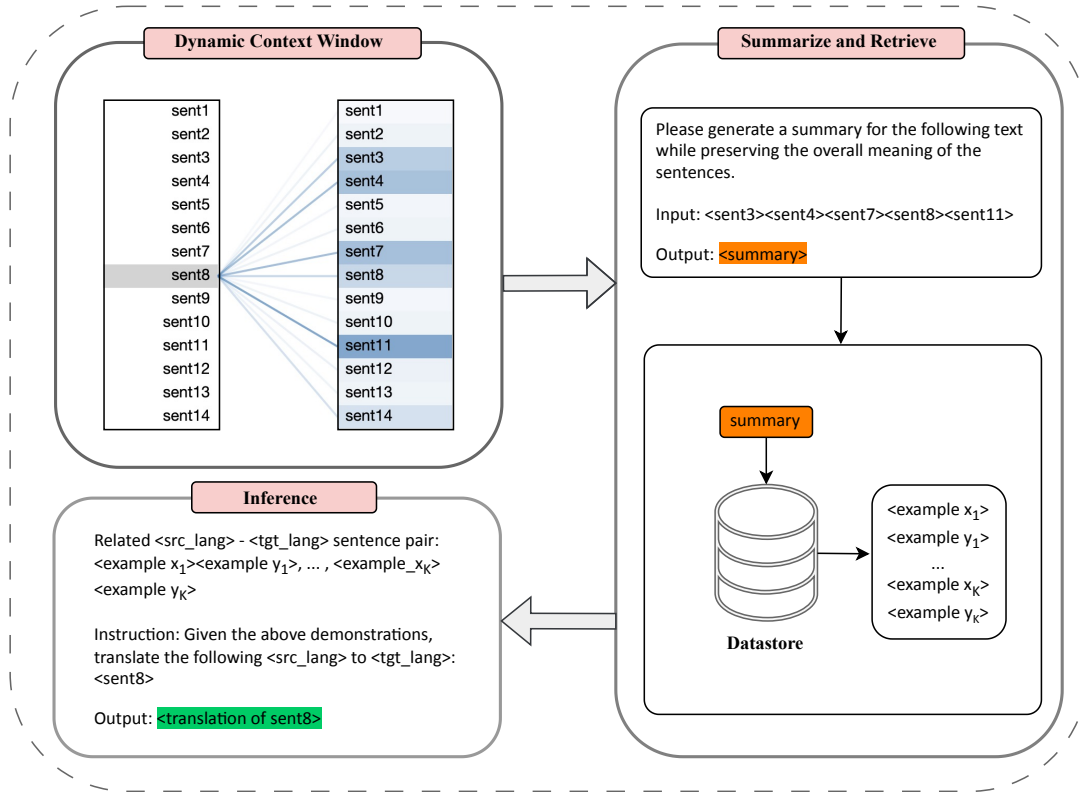 Dynamic Context Window
sent1
sent2
sent3
sent4
sent5
sent6
sent7
sent8
sent9
sent10
sent11
sent12
sent13
sent14
sent1
sent2
sent3
sent4
sent5
sent6
sent7
sent8
sent9
sent10
sent11
sent12
sent13
sent14
Summarize and Retrieve
Please generate a summary for the following text
while preserving the overall meaning of the
sentences.
Input: <sent3><sent4><sent7><sent8><sent11>
Output: <summary>
summary
Datastore
<example x1>
<example y1>
...
<example xK>
<example yK>
Inference
Related <src_lang> - <tgt_lang> sentence pair:
<example x1><example y1>, ... , <example_xK>
<example yK>
Instruction: Given the above demonstrations,
translate the following <src_lang> to <tgt_lang>:
<sent8>
Output: <translation of sent8>